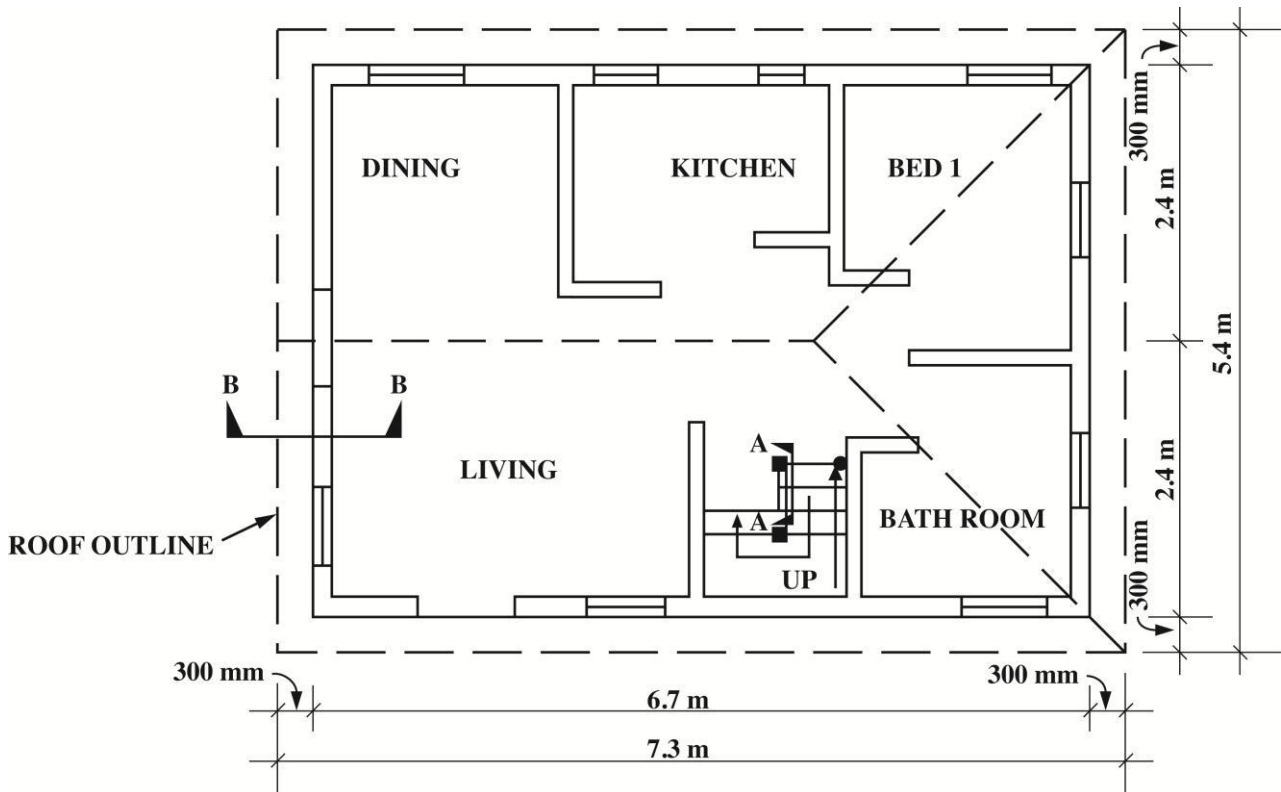 300 mm
DINING
KITCHEN
BED 1
2.4 m
5.4 m
B
B
A
LIVING
2.4 m
A
BATH ROOM
ROOF OUTLINE
UP
300 mm
300 mm
300 mm
6.7 m
7.3 m